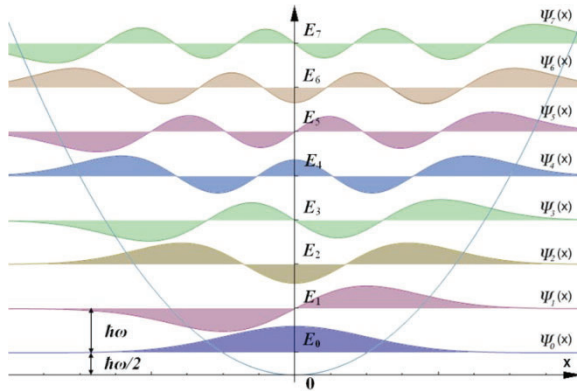 E₇ Ψ₇(x)
E₆ Ψ₆(x)
E₅ Ψ₅(x)
E₄ Ψ₄(x)
E₃ Ψ₃(x)
E₂ Ψ₂(x)
E₁ Ψ₁(x)
ħω
E₀ Ψ₀(x)
ħω/2
x
0